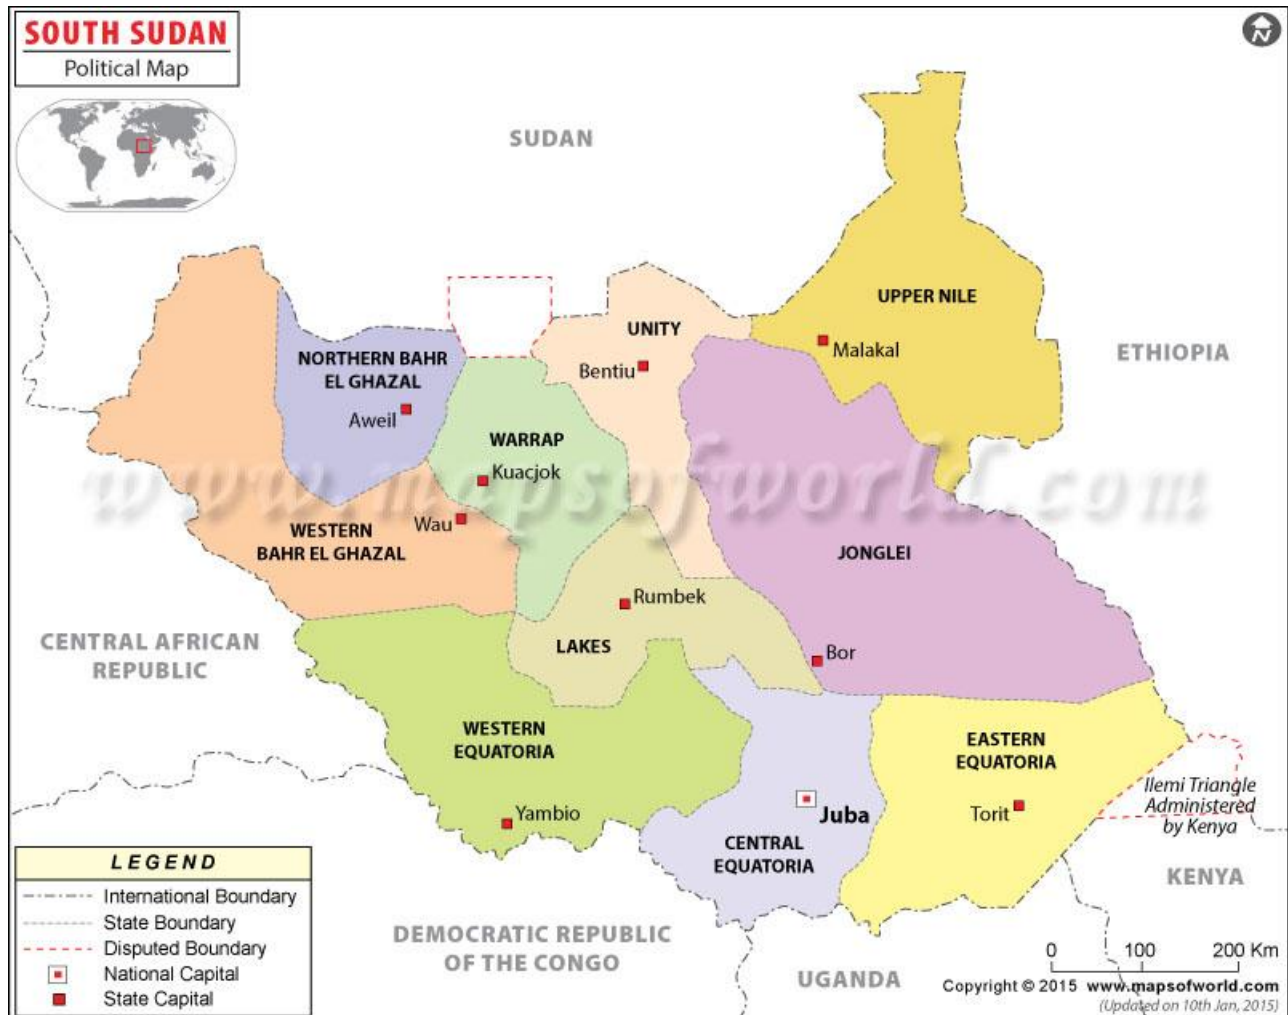 SOUTH SUDAN
Political Map
N
SUDAN
UPPER NILE
UNITY
Malakal
ETHIOPIA
NORTHERN BAHR
EL GHAZAL
Bentiu
Aweil
WARRAP
Kuacjok
www.mapsofworld.com
Wau
WESTERN
BAHR EL GHAZAL
JONGLEI
Rumbek
CENTRAL AFRICAN
REPUBLIC
LAKES
Bor
WESTERN
EQUATORIA
EASTERN
EQUATORIA
Ilemi Triangle
Administered
by Kenya
Yambio
Juba
Torit
CENTRAL
EQUATORIA
KENYA
LEGEND
International Boundary
State Boundary
Disputed Boundary
National Capital
State Capital
DEMOCRATIC REPUBLIC
OF THE CONGO
UGANDA
0 100 200 Km
Copyright © 2015 www.mapsofworld.com
(Updated on 10th Jan, 2015)